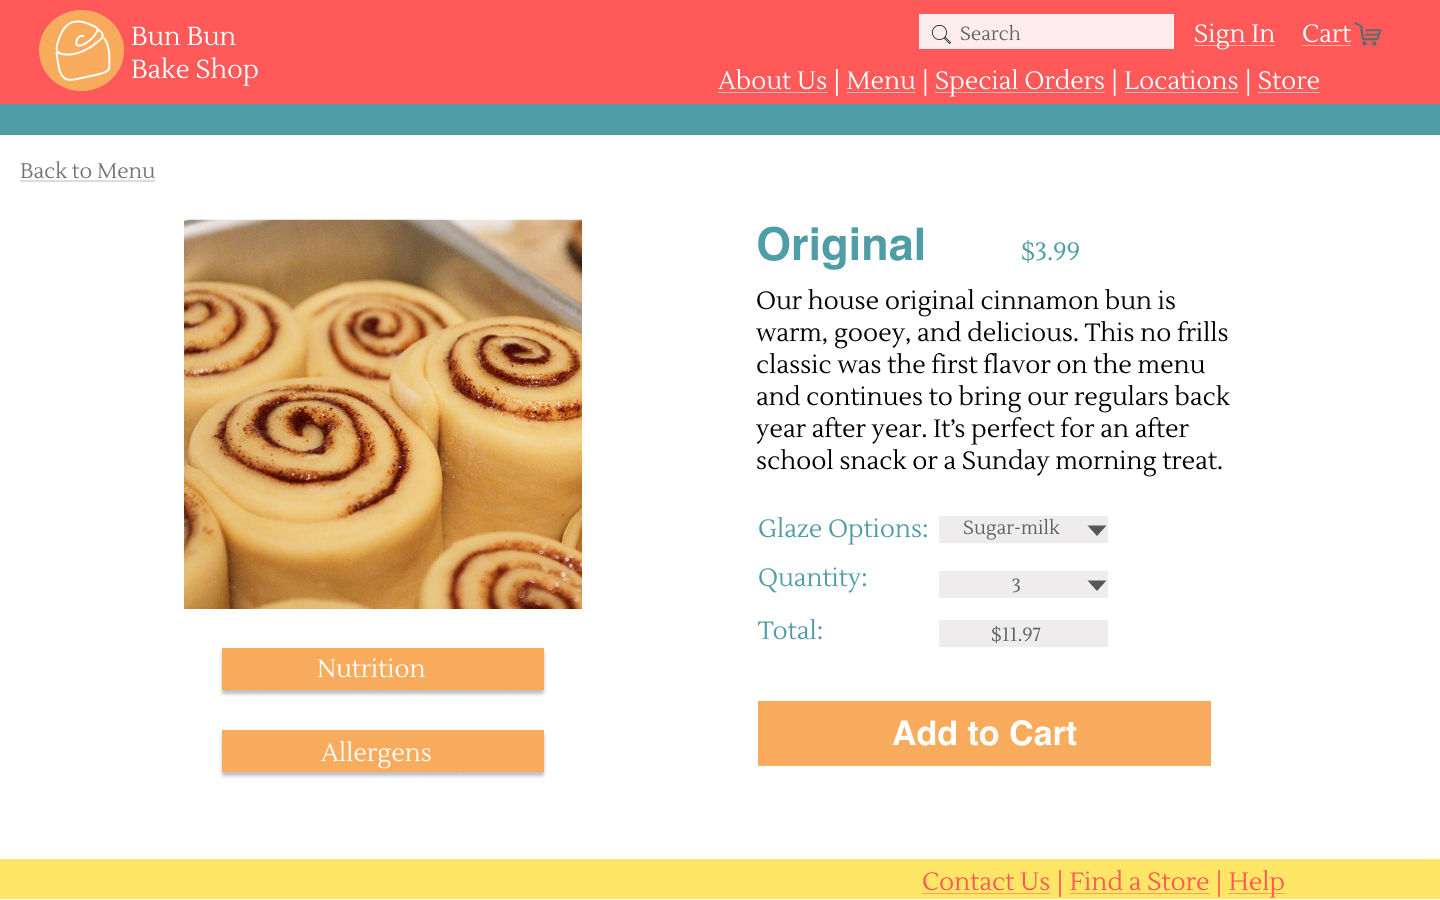 Bun Bun
Bake Shop
Search
Sign In
Cart
About Us | Menu | Special Orders | Locations | Store
Back to Menu
Original
$3.99
Our house original cinnamon bun is
warm, gooey, and delicious. This no frills
classic was the first flavor on the menu
and continues to bring our regulars back
year after year. It’s perfect for an after
school snack or a Sunday morning treat.
Glaze Options: Sugar-milk
Quantity: 3
Total: $11.97
Nutrition
Allergens
Add to Cart
Contact Us | Find a Store | Help